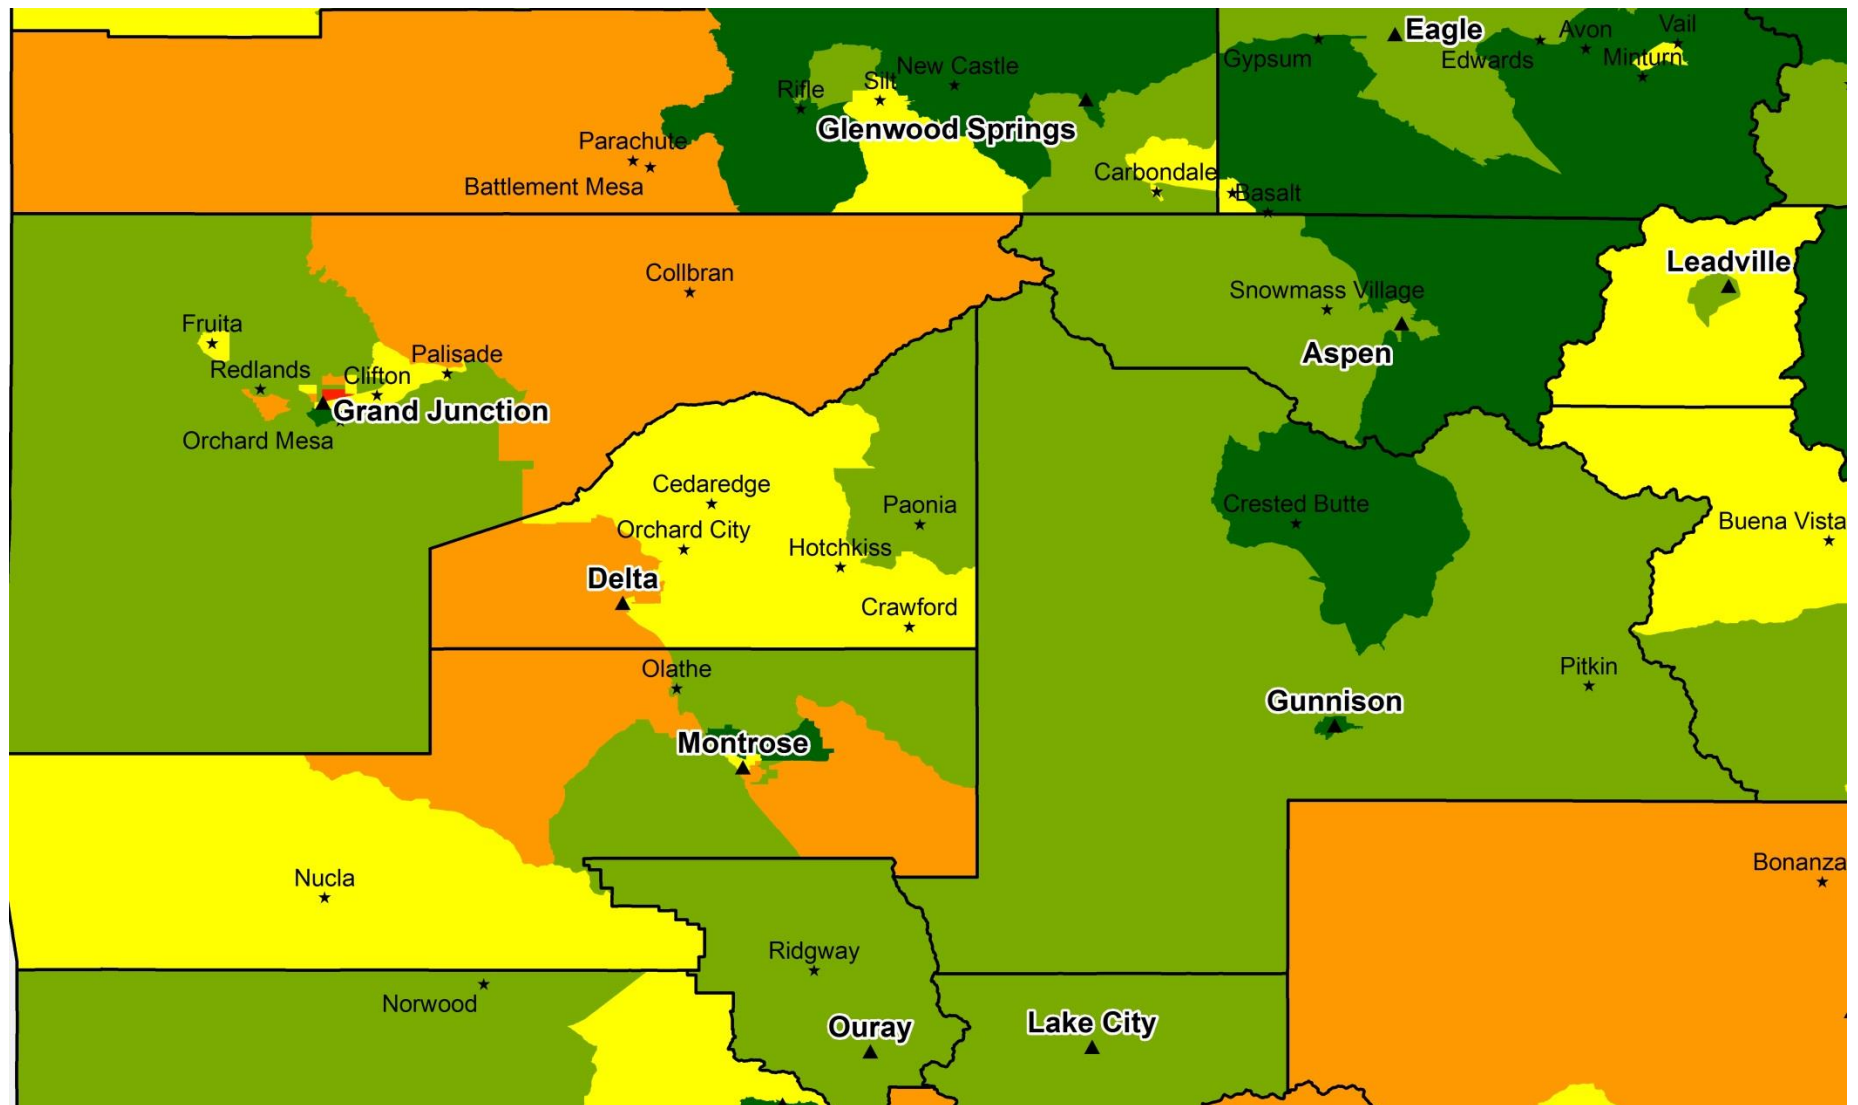 Eagle
Avon
Vail
Gypsum
Edwards
Minturn
New Castle
Silt
Rifle
Glenwood Springs
Parachute
Battlement Mesa
Carbondale
Basalt
Collbran
Leadville
Snowmass Village
Aspen
Fruita
Redlands
Clifton
Palisade
Grand Junction
Orchard Mesa
Cedaredge
Paonia
Crested Butte
Orchard City
Hotchkiss
Buena Vista
Delta
Crawford
Olathe
Pitkin
Gunnison
Montrose
Nucla
Bonanza
Ridgway
Norwood
Ouray
Lake City